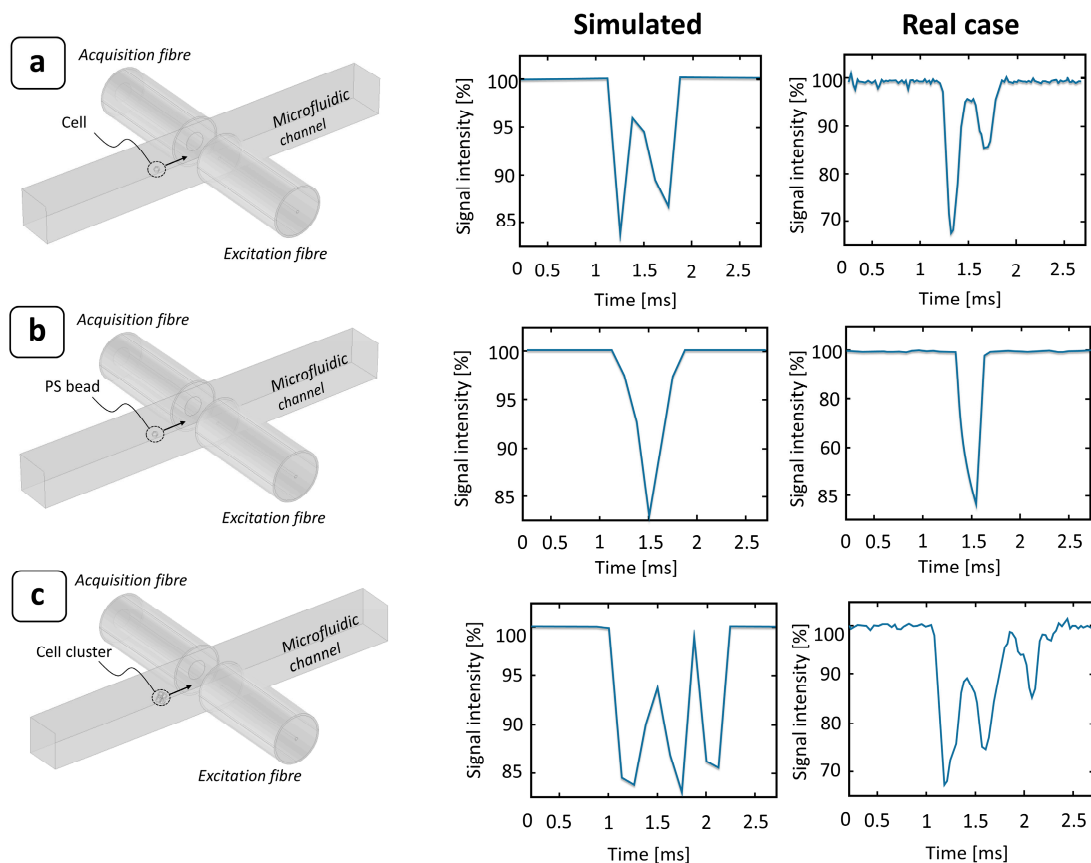 Simulated
Real case
a
Acquisition fibre
Cell
Microfluidic
channel
Excitation fibre
Signal intensity [%]
100
95
90
85
0 0.5 1 1.5 2 2.5
Time [ms]
Signal intensity [%]
100
90
80
70
0 0.5 1 1.5 2 2.5
Time [ms]
b
Acquisition fibre
PS bead
Microfluidic
channel
Excitation fibre
Signal intensity [%]
100
95
90
85
0 0.5 1 1.5 2 2.5
Time [ms]
Signal intensity [%]
100
80
60
85
0 0.5 1 1.5 2 2.5
Time [ms]
c
Acquisition fibre
Cell cluster
Microfluidic
channel
Excitation fibre
Signal intensity [%]
100
95
90
85
0 0.5 1 1.5 2 2.5
Time [ms]
Signal intensity [%]
100
90
80
70
0 0.5 1 1.5 2 2.5
Time [ms]